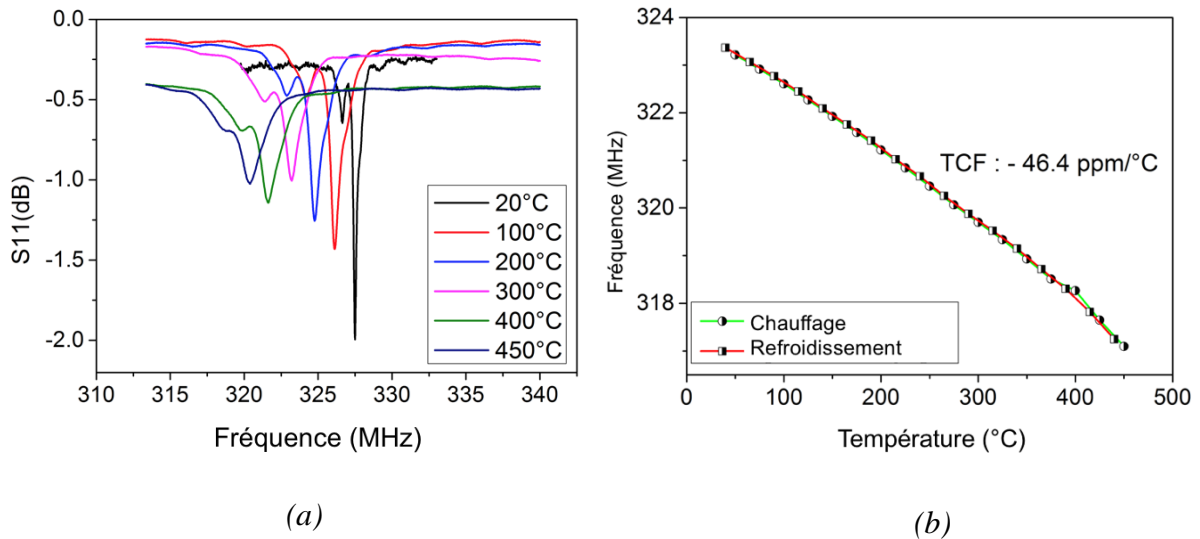 0.0
-0.5
-1.0
-1.5
-2.0
S11(dB)
20°C
100°C
200°C
300°C
400°C
450°C
310 315 320 325 330 335 340
Fréquence (MHz)
(a)
324
322
320
318
Fréquence (MHz)
TCF : - 46.4 ppm/°C
Chauffage
Refroidissement
0 100 200 300 400 500
Température (°C)
(b)